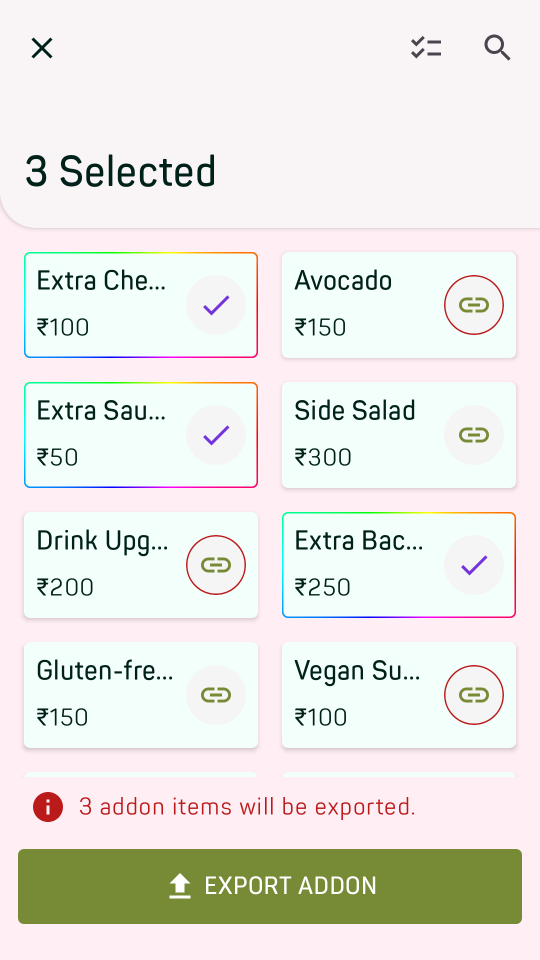 3 Selected
Extra Che...
₹100
Avocado
₹150
Extra Sau...
₹50
Side Salad
₹300
Drink Upg...
₹200
Extra Bac...
₹250
Gluten-fre...
₹150
Vegan Su...
₹100
3 addon items will be exported.
EXPORT ADDON